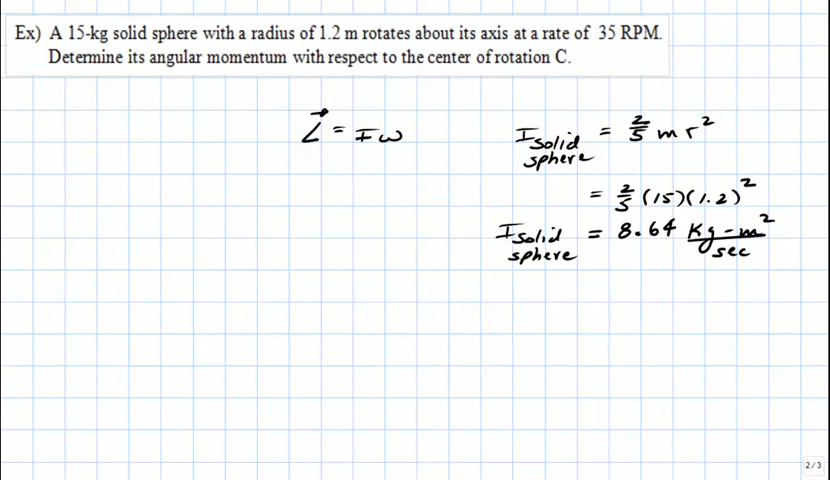 Ex) A 15-kg solid sphere with a radius of 1.2 m rotates about its axis at a rate of 35 RPM.
Determine its angular momentum with respect to the center of rotation C.
L⃗ = Iω
I solid sphere = 2/5 m r²
= 2/5 (15)(1.2)²
I solid sphere = 8.64 Kg-m²/sec
2/3